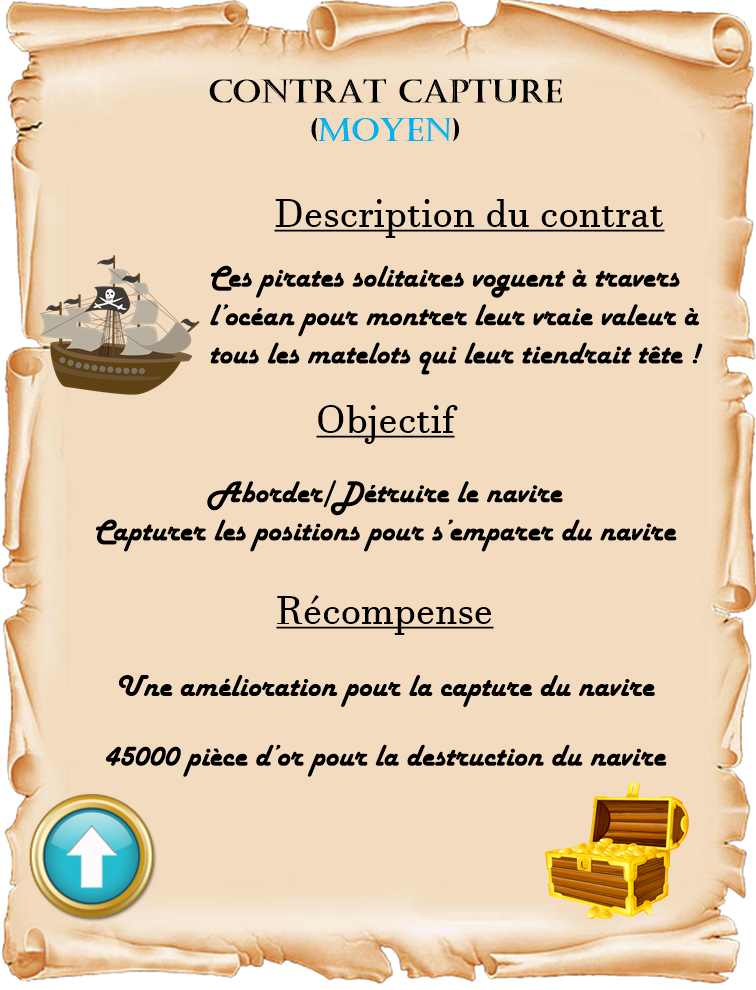 CONTRAT CAPTURE
(MOYEN)
Description du contrat
Ces pirates solitaires voguent à travers
l'océan pour montrer leur vraie valeur à
tous les matelots qui leur tiendrait tête !
Objectif
Aborder/Détruire le navire
Capturer les positions pour s'emparer du navire
Récompense
Une amélioration pour la capture du navire
45000 pièce d'or pour la destruction du navire